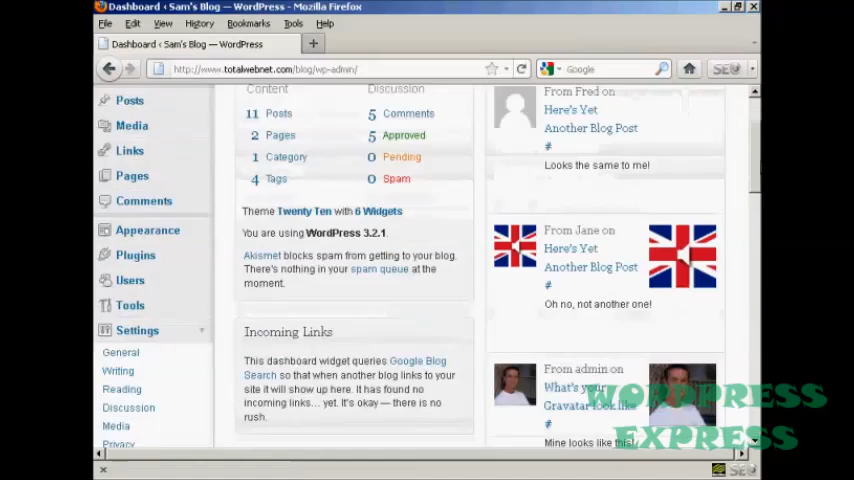 Dashboard ‹ Sam's Blog — WordPress - Mozilla Firefox
File Edit View History Bookmarks Tools Help
Dashboard ‹ Sam's Blog — WordPress
http://www.totalwebnet.com/blog/wp-admin/
Google
SEO
Posts
Media
Links
Pages
Comments
Appearance
Plugins
Users
Tools
Settings
General
Writing
Reading
Discussion
Media
Privacy
Content
11 Posts
2 Pages
1 Category
4 Tags
Discussion
5 Comments
5 Approved
0 Pending
0 Spam
Theme Twenty Ten with 6 Widgets
You are using WordPress 3.2.1.
Akismet blocks spam from getting to your blog.
There's nothing in your spam queue at the
moment.
Incoming Links
This dashboard widget queries Google Blog
Search so that when another blog links to your
site it will show up here. It has found no
incoming links… yet. It's okay — there is no
rush.
From Fred on
Here's Yet
Another Blog Post
#
Looks the same to me!
From Jane on
Here's Yet
Another Blog Post
#
Oh no, not another one!
From admin on
What's your
Gravatar look like
#
Mine looks like this!
WORDPRESS
EXPRESS
SEO